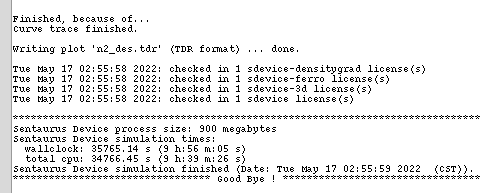 Finished, because of...
Curve trace finished.
Writing plot 'n2_des.tdr' (TDR format) ... done.
Tue May 17 02:55:58 2022: checked in 1 sdevice-densitygrad license(s)
Tue May 17 02:55:58 2022: checked in 1 sdevice-ferro license(s)
Tue May 17 02:55:58 2022: checked in 1 sdevice-3d license(s)
Tue May 17 02:55:58 2022: checked in 1 sdevice license(s)
******************************************************************************
Sentaurus Device process size: 900 megabytes
Sentaurus Device simulation times:
wallclock: 35765.14 s (9 h :56 m :05 s)
total cpu: 34766.45 s (9 h :39 m :26 s)
Sentaurus Device simulation finished (Date: Tue May 17 02:55:59 2022 (CST)).
********************************* Good Bye ! *********************************